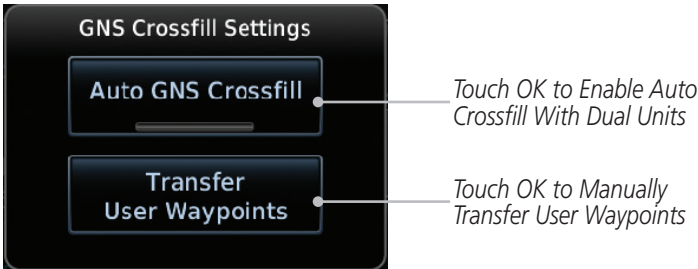 GNS Crossfill Settings
Auto GNS Crossfill
Touch OK to Enable Auto
Crossfill With Dual Units
Transfer
User Waypoints
Touch OK to Manually
Transfer User Waypoints